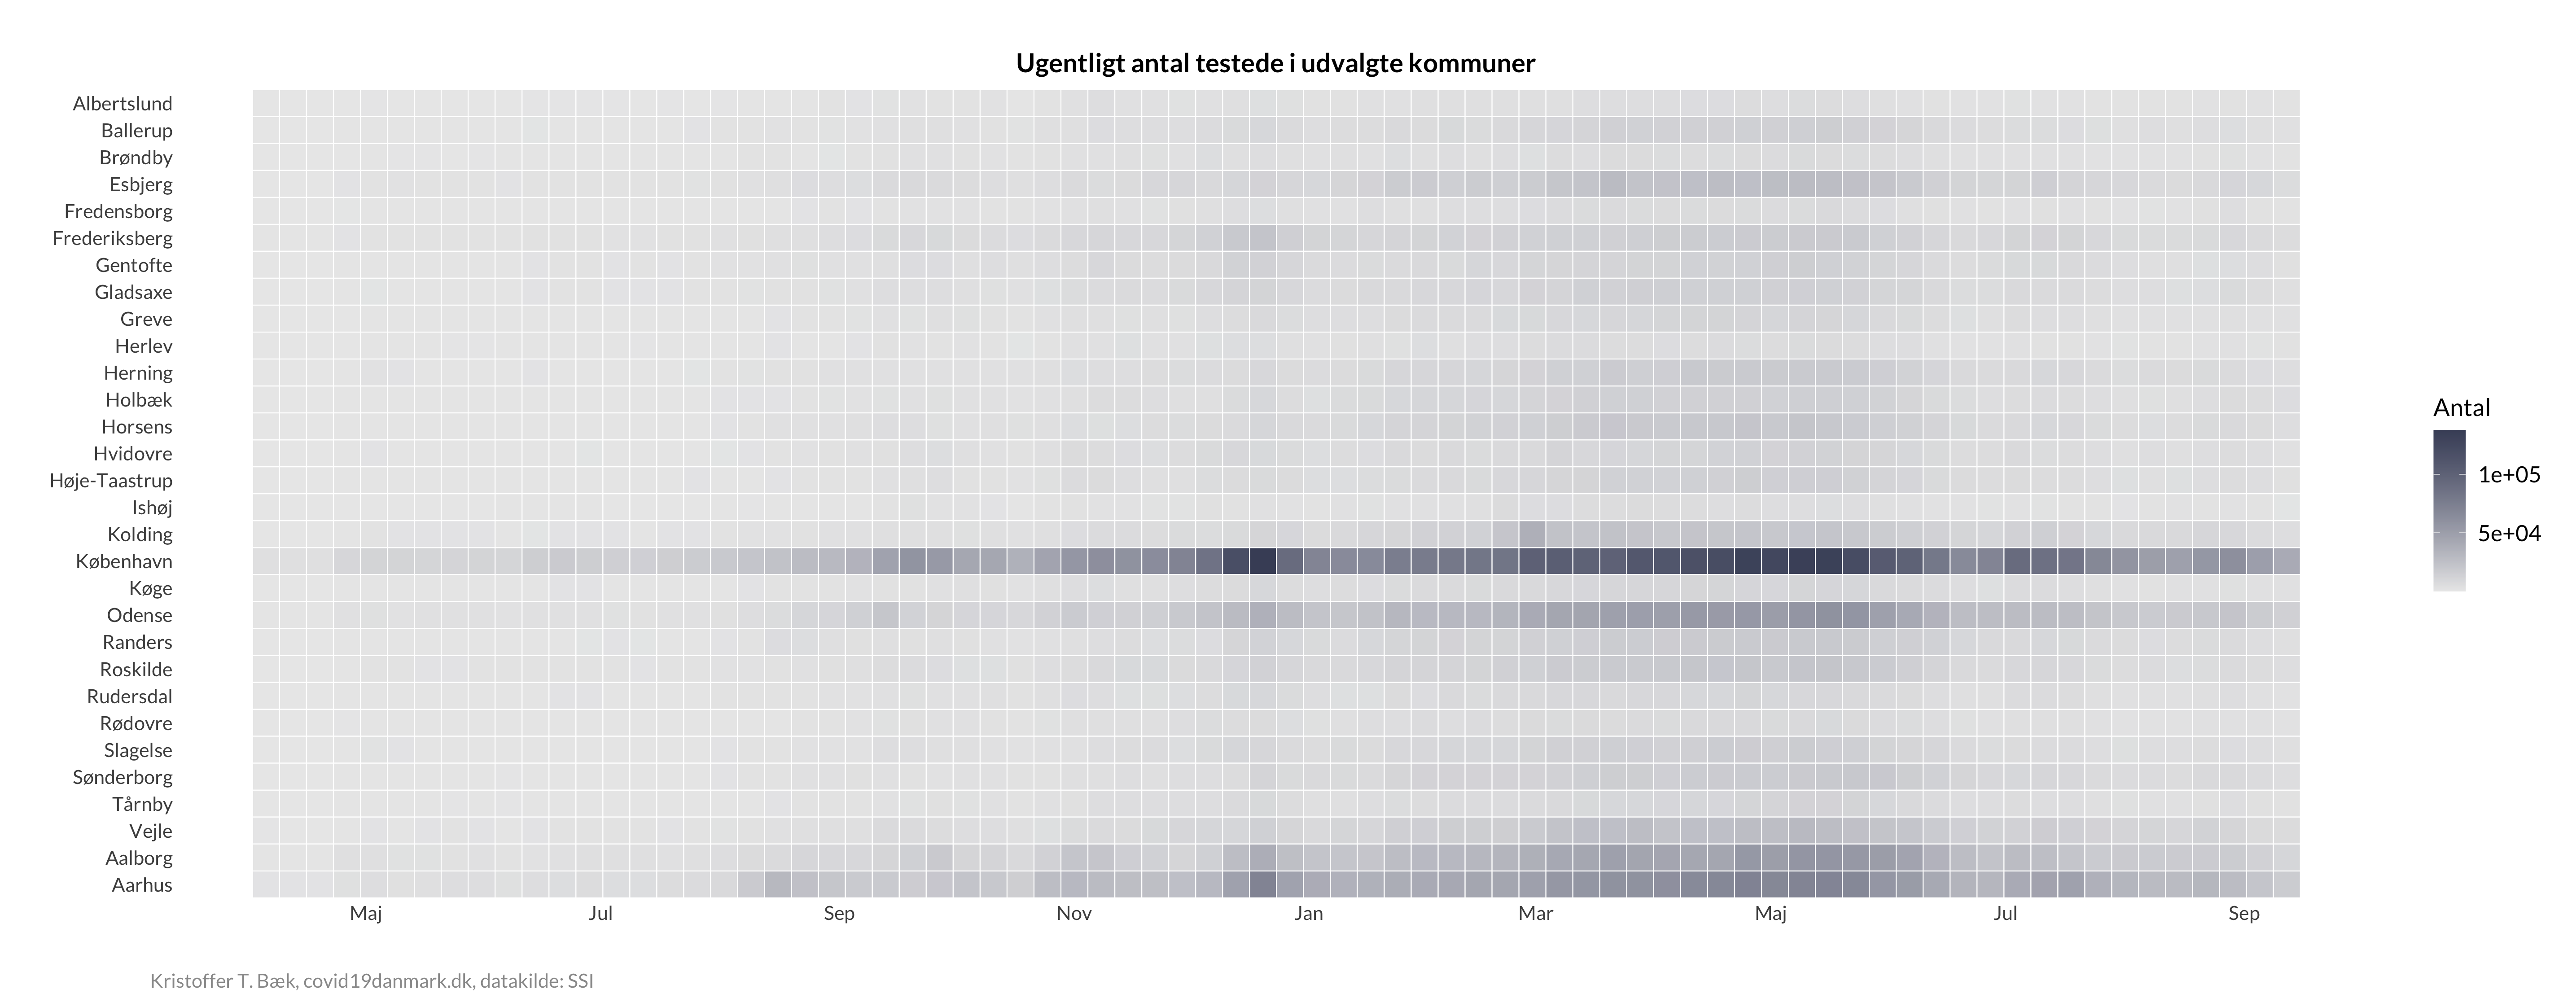 Ugentligt antal testede i udvalgte kommuner
Albertslund
Ballerup
Brøndby
Esbjerg
Fredensborg
Frederiksberg
Gentofte
Gladsaxe
Greve
Herlev
Herning
Holbæk
Horsens
Hvidovre
Høje-Taastrup
Ishøj
Kolding
København
Køge
Odense
Randers
Roskilde
Rudersdal
Rødovre
Slagelse
Sønderborg
Tårnby
Vejle
Aalborg
Aarhus
Maj Jul Sep Nov Jan Mar Maj Jul Sep
Antal
1e+05
5e+04
Kristoffer T. Bæk, covid19danmark.dk, datakilde: SSI